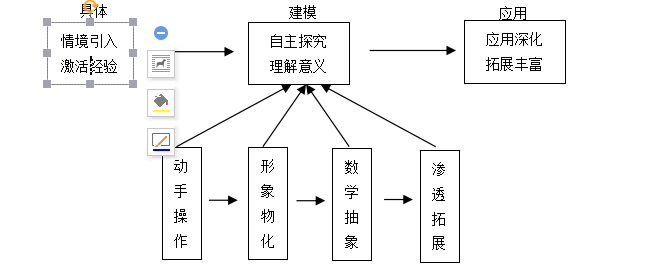 具体
建模
应用
情境引入
激活经验
自主探究
理解意义
应用深化
拓展丰富
动手操作
形象物化
数学抽象
渗透拓展